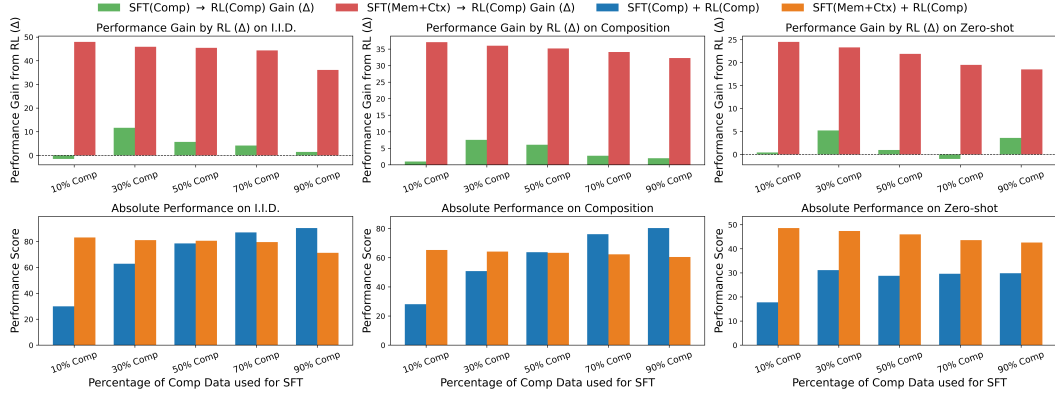 SFT(Comp) → RL(Comp) Gain (Δ) SFT(Mem+Ctx) → RL(Comp) Gain (Δ) SFT(Comp) + RL(Comp) SFT(Mem+Ctx) + RL(Comp)
Performance Gain by RL (Δ) on I.I.D.
Performance Gain from RL (Δ)
50
40
30
20
10
0
10% Comp 30% Comp 50% Comp 70% Comp 90% Comp
Performance Gain by RL (Δ) on Composition
Performance Gain from RL (Δ)
35
30
25
20
15
10
5
0
10% Comp 30% Comp 50% Comp 70% Comp 90% Comp
Performance Gain by RL (Δ) on Zero-shot
Performance Gain from RL (Δ)
25
20
15
10
5
0
10% Comp 30% Comp 50% Comp 70% Comp 90% Comp
Absolute Performance on I.I.D.
Performance Score
80
60
40
20
0
10% Comp 30% Comp 50% Comp 70% Comp 90% Comp
Percentage of Comp Data used for SFT
Absolute Performance on Composition
Performance Score
80
60
40
20
0
10% Comp 30% Comp 50% Comp 70% Comp 90% Comp
Percentage of Comp Data used for SFT
Absolute Performance on Zero-shot
Performance Score
50
40
30
20
10
0
10% Comp 30% Comp 50% Comp 70% Comp 90% Comp
Percentage of Comp Data used for SFT